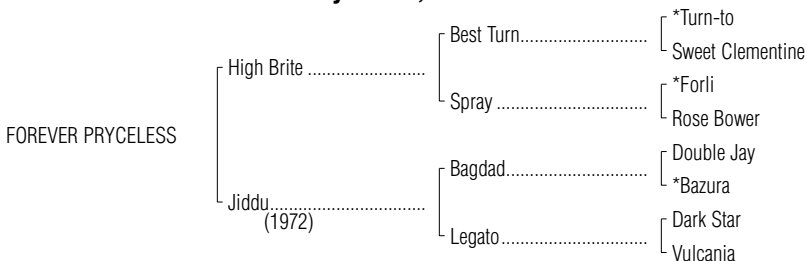 *Turn-to
Best Turn
Sweet Clementine
High Brite
*Forli
Spray
Rose Bower
FOREVER PRYCELESS
Double Jay
Bagdad
*Bazura
Jiddu
(1972)
Dark Star
Legato
Vulcania